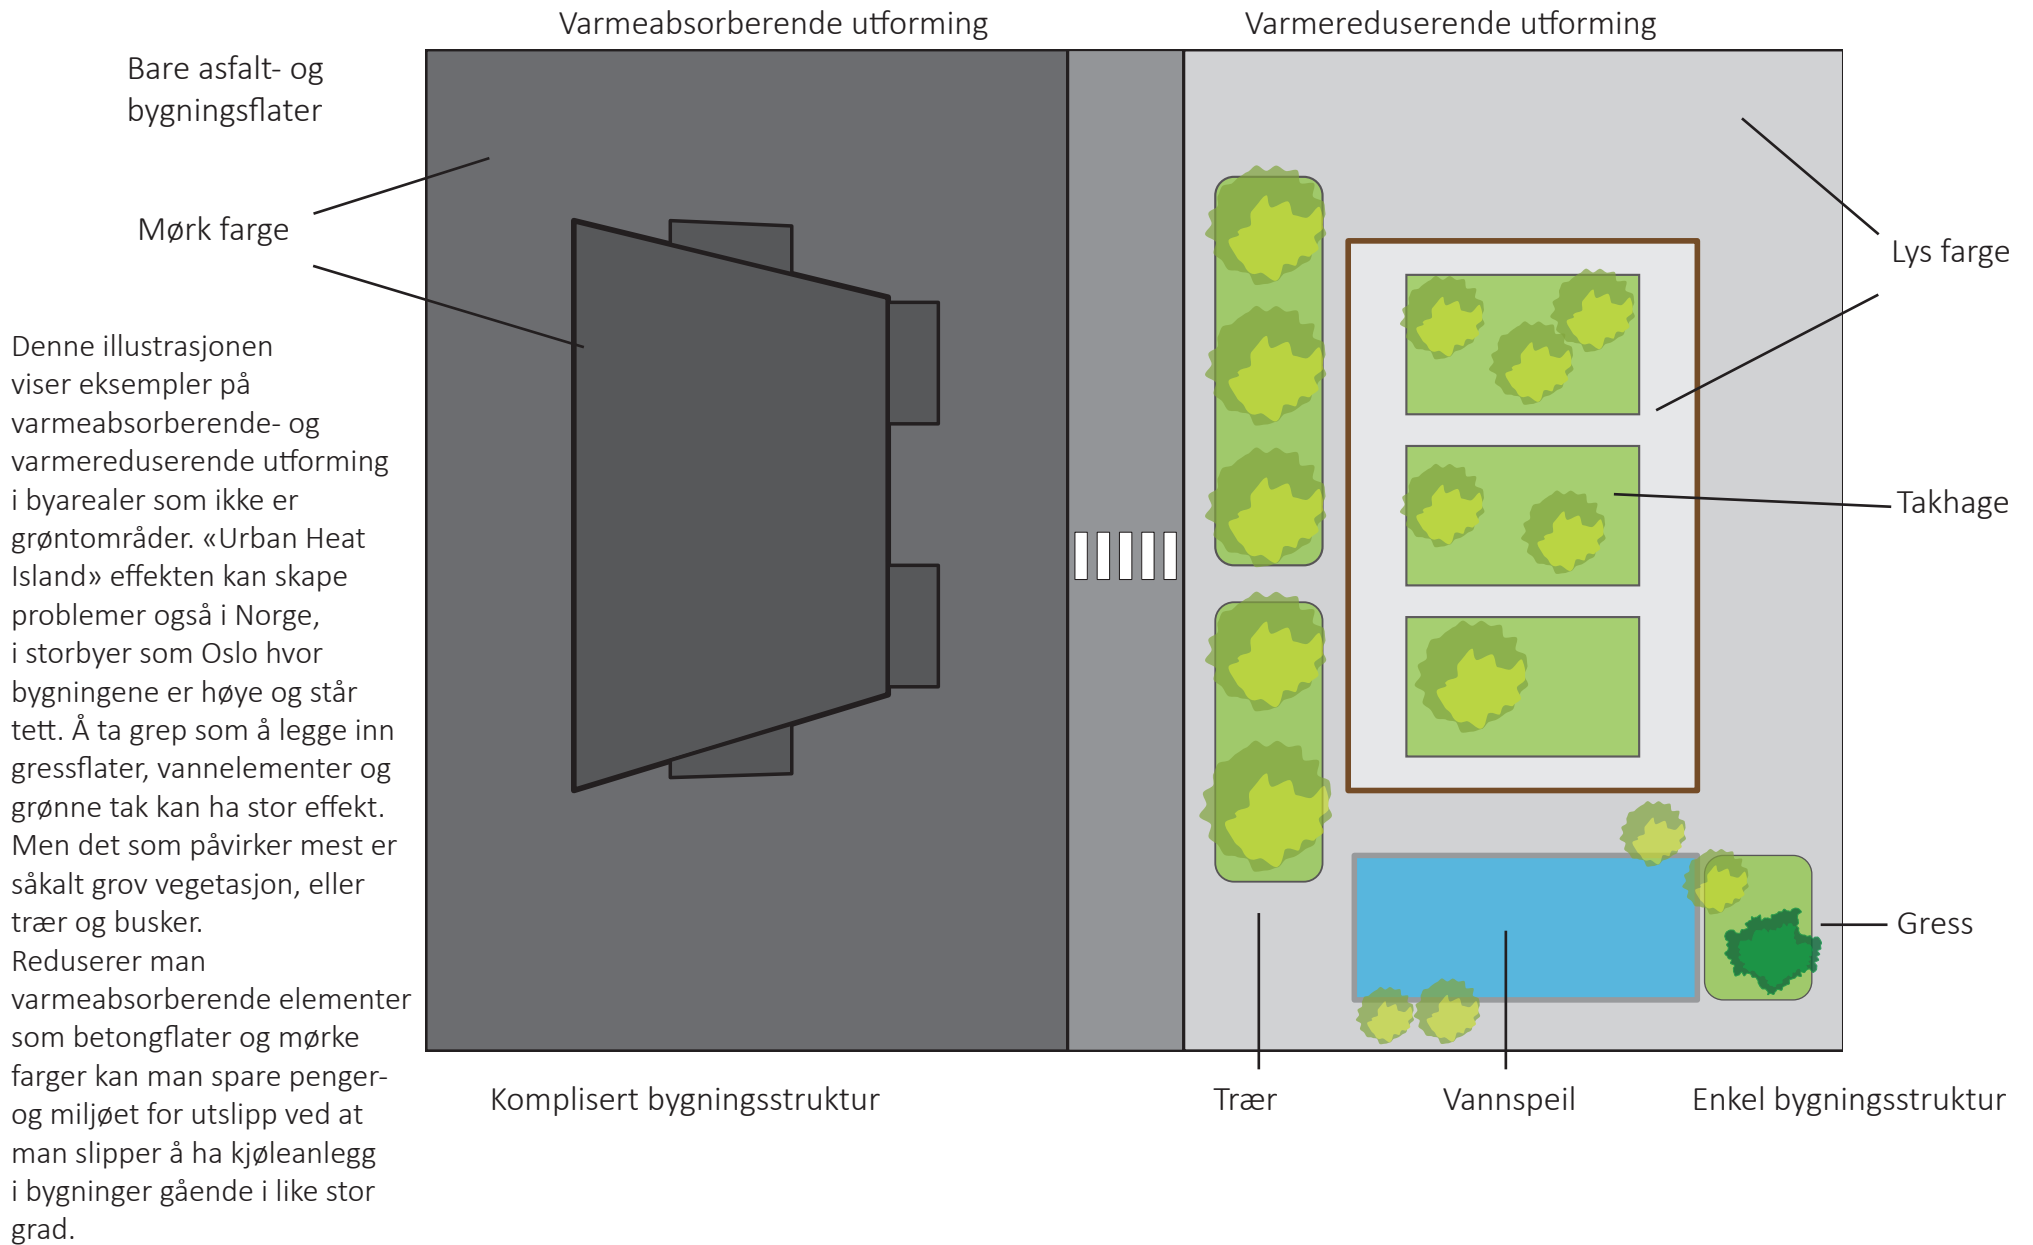 Varmeabsorberende utforming
Varmereduserende utforming
Bare asfalt- og
bygningsflater
Mørk farge
Lys farge
Denne illustrasjonen
viser eksempler på
varmeabsorberende- og
varmereduserende utforming
i byarealer som ikke er
grøntområder. «Urban Heat
Island» effekten kan skape
problemer også i Norge,
i storbyer som Oslo hvor
bygningene er høye og står
tett. Å ta grep som å legge inn
gressflater, vannelementer og
grønne tak kan ha stor effekt.
Men det som påvirker mest er
såkalt grov vegetasjon, eller
trær og busker.
Reduserer man
varmeabsorberende elementer
som betongflater og mørke
farger kan man spare penger-
og miljøet for utslipp ved at
man slipper å ha kjøleanlegg
i bygninger gående i like stor
grad.
Takhage
Gress
Komplisert bygningsstruktur
Trær
Vannspeil
Enkel bygningsstruktur